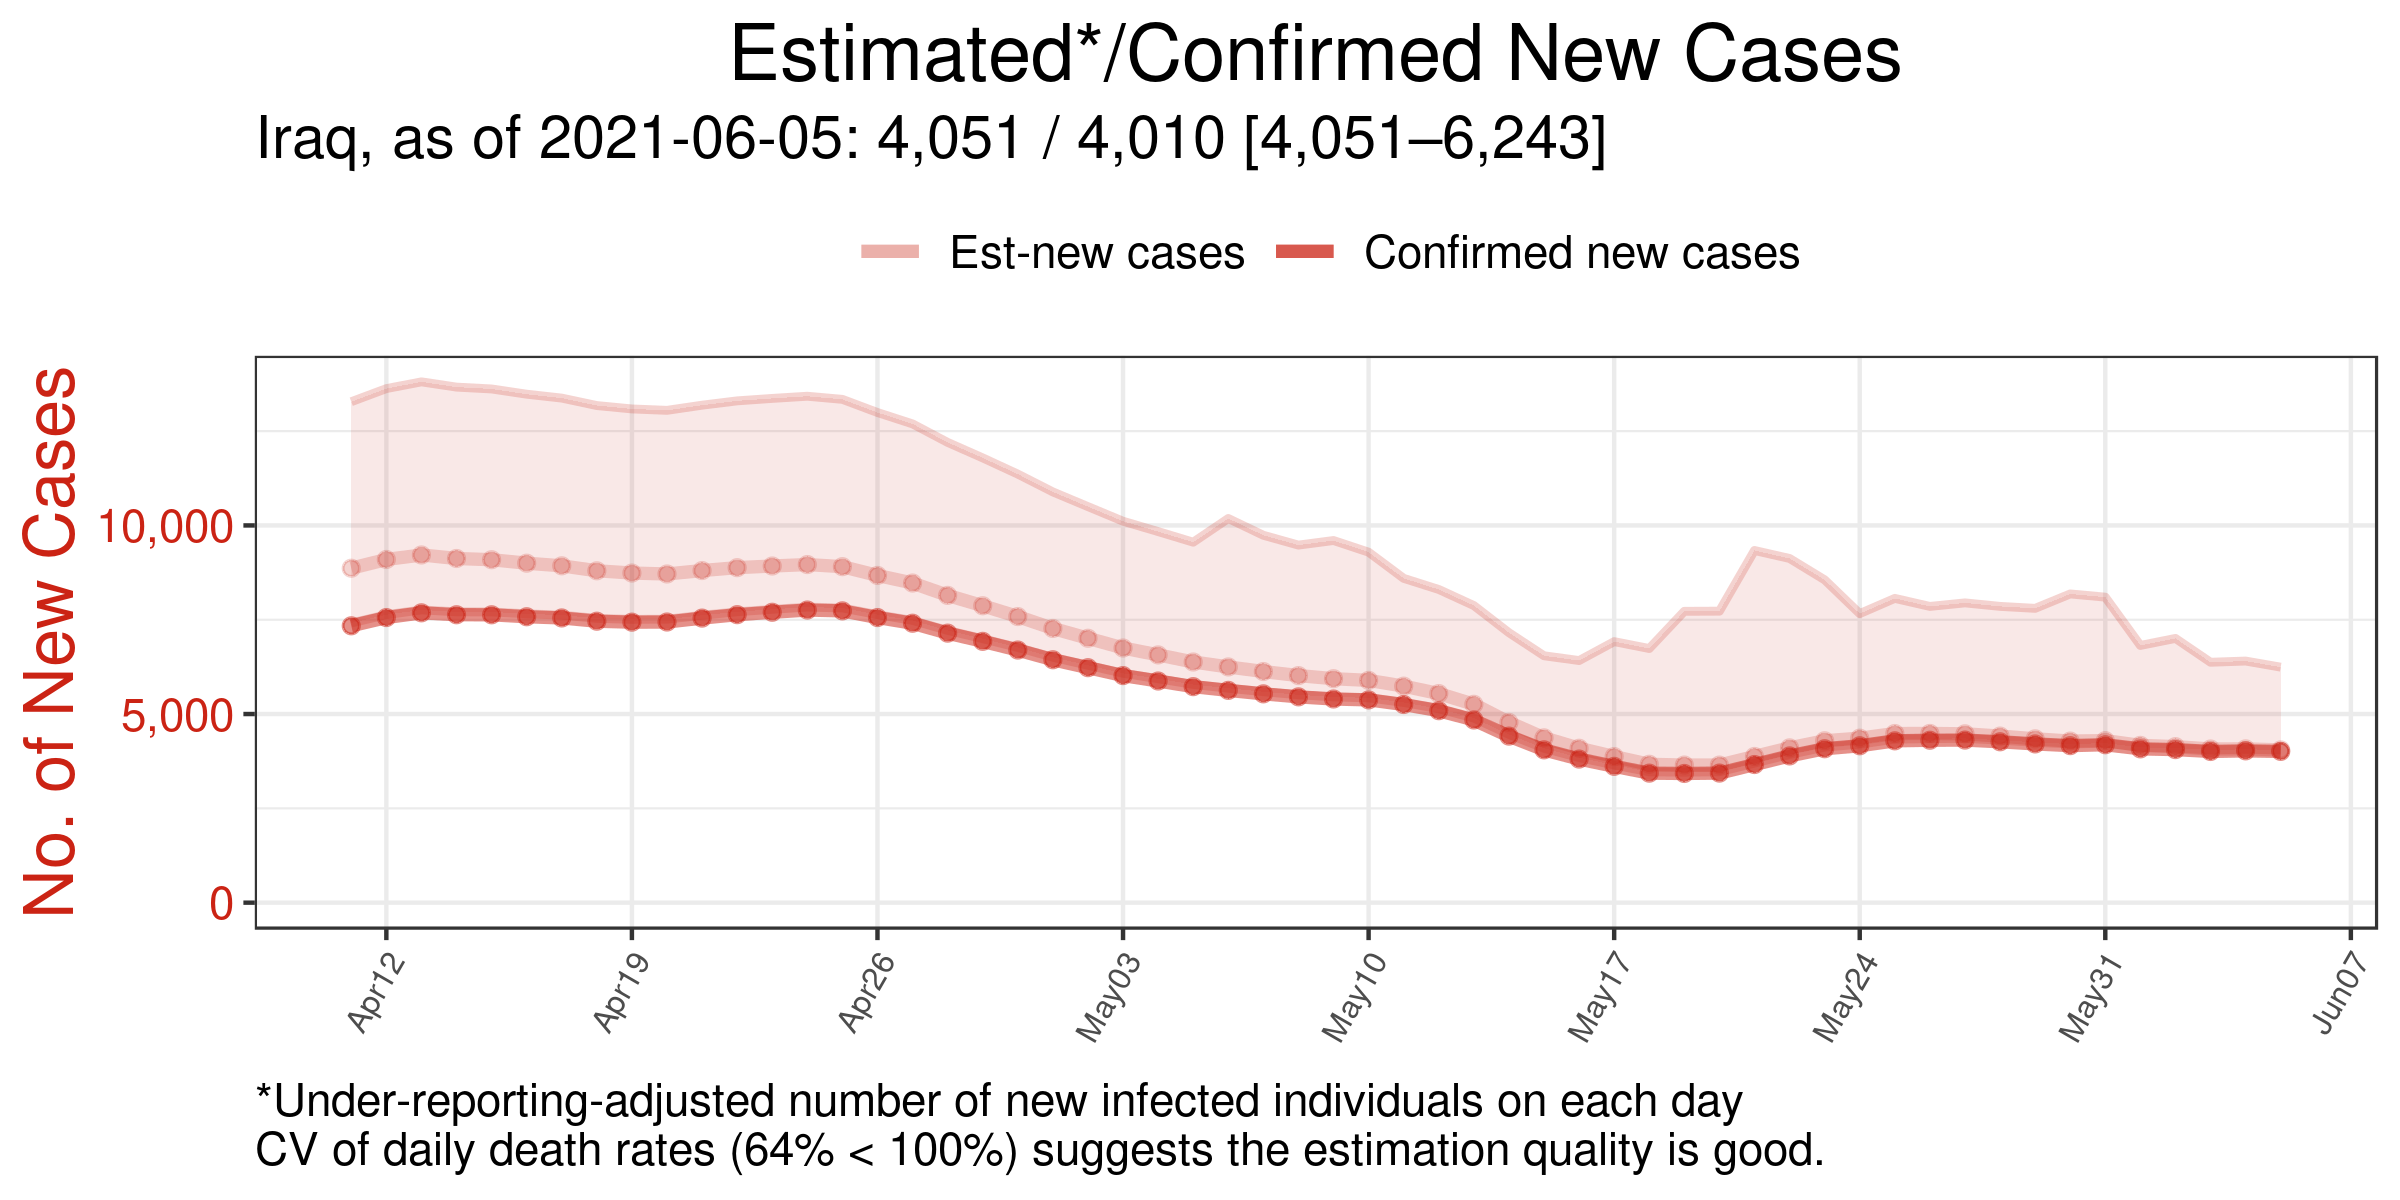 Estimated*/Confirmed New Cases
Iraq, as of 2021-06-05: 4,051 / 4,010 [4,051–6,243]
Est-new cases Confirmed new cases
No. of New Cases
10,000
5,000
0
Apr12 Apr19 Apr26 May03 May10 May17 May24 May31 Jun07
*Under-reporting-adjusted number of new infected individuals on each day
CV of daily death rates (64% < 100%) suggests the estimation quality is good.